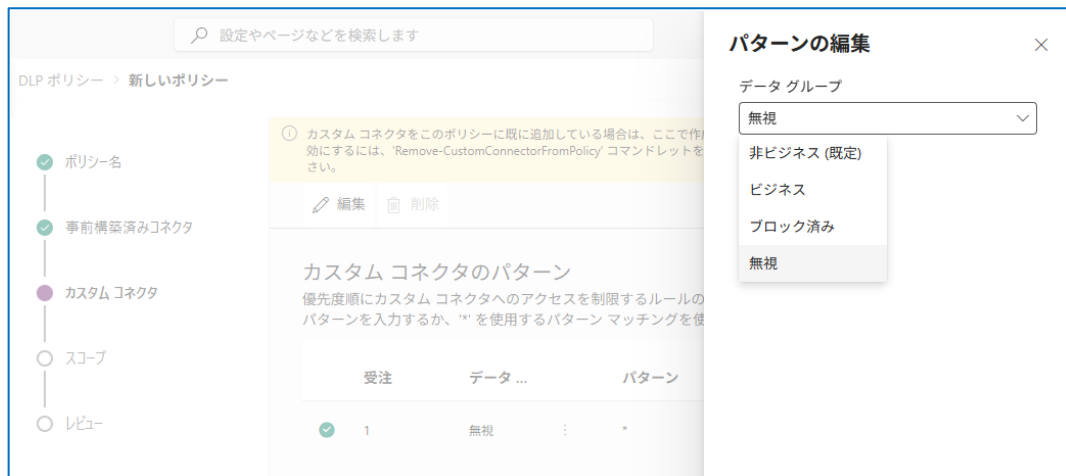 設定やページなどを検索します
DLP ポリシー > 新しいポリシー
ポリシー名
事前構築済みコネクタ
カスタム コネクタ
スコープ
レビュー
カスタム コネクタをこのポリシーに既に追加している場合は、ここで作成
効にするには、'Remove-CustomConnectorFromPolicy' コマンドレットを
さい。
編集 削除
カスタム コネクタのパターン
優先度順にカスタム コネクタへのアクセスを制限するルールの
パターンを入力するか、'*' を使用するパターン マッチングを使
受注 データ ... パターン
1 無視 *
パターンの編集
データ グループ
無視
非ビジネス (既定)
ビジネス
ブロック済み
無視